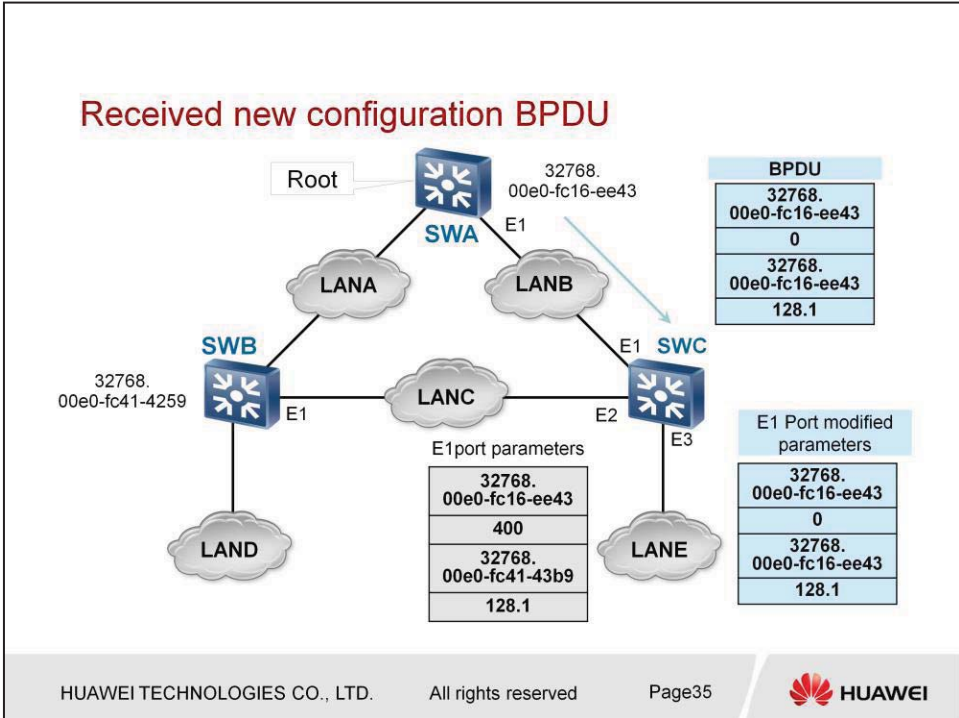 Received new configuration BPDU
Root
SWA
32768.
00e0-fc16-ee43
E1
LANA
LANB
SWB
32768.
00e0-fc41-4259
E1
LANC
E1
SWC
E2
E3
LAND
LANE
BPDU
32768.
00e0-fc16-ee43
0
32768.
00e0-fc16-ee43
128.1
E1port parameters
32768.
00e0-fc16-ee43
400
32768.
00e0-fc41-43b9
128.1
E1 Port modified
parameters
32768.
00e0-fc16-ee43
0
32768.
00e0-fc16-ee43
128.1
HUAWEI TECHNOLOGIES CO., LTD.
All rights reserved
Page35
HUAWEI